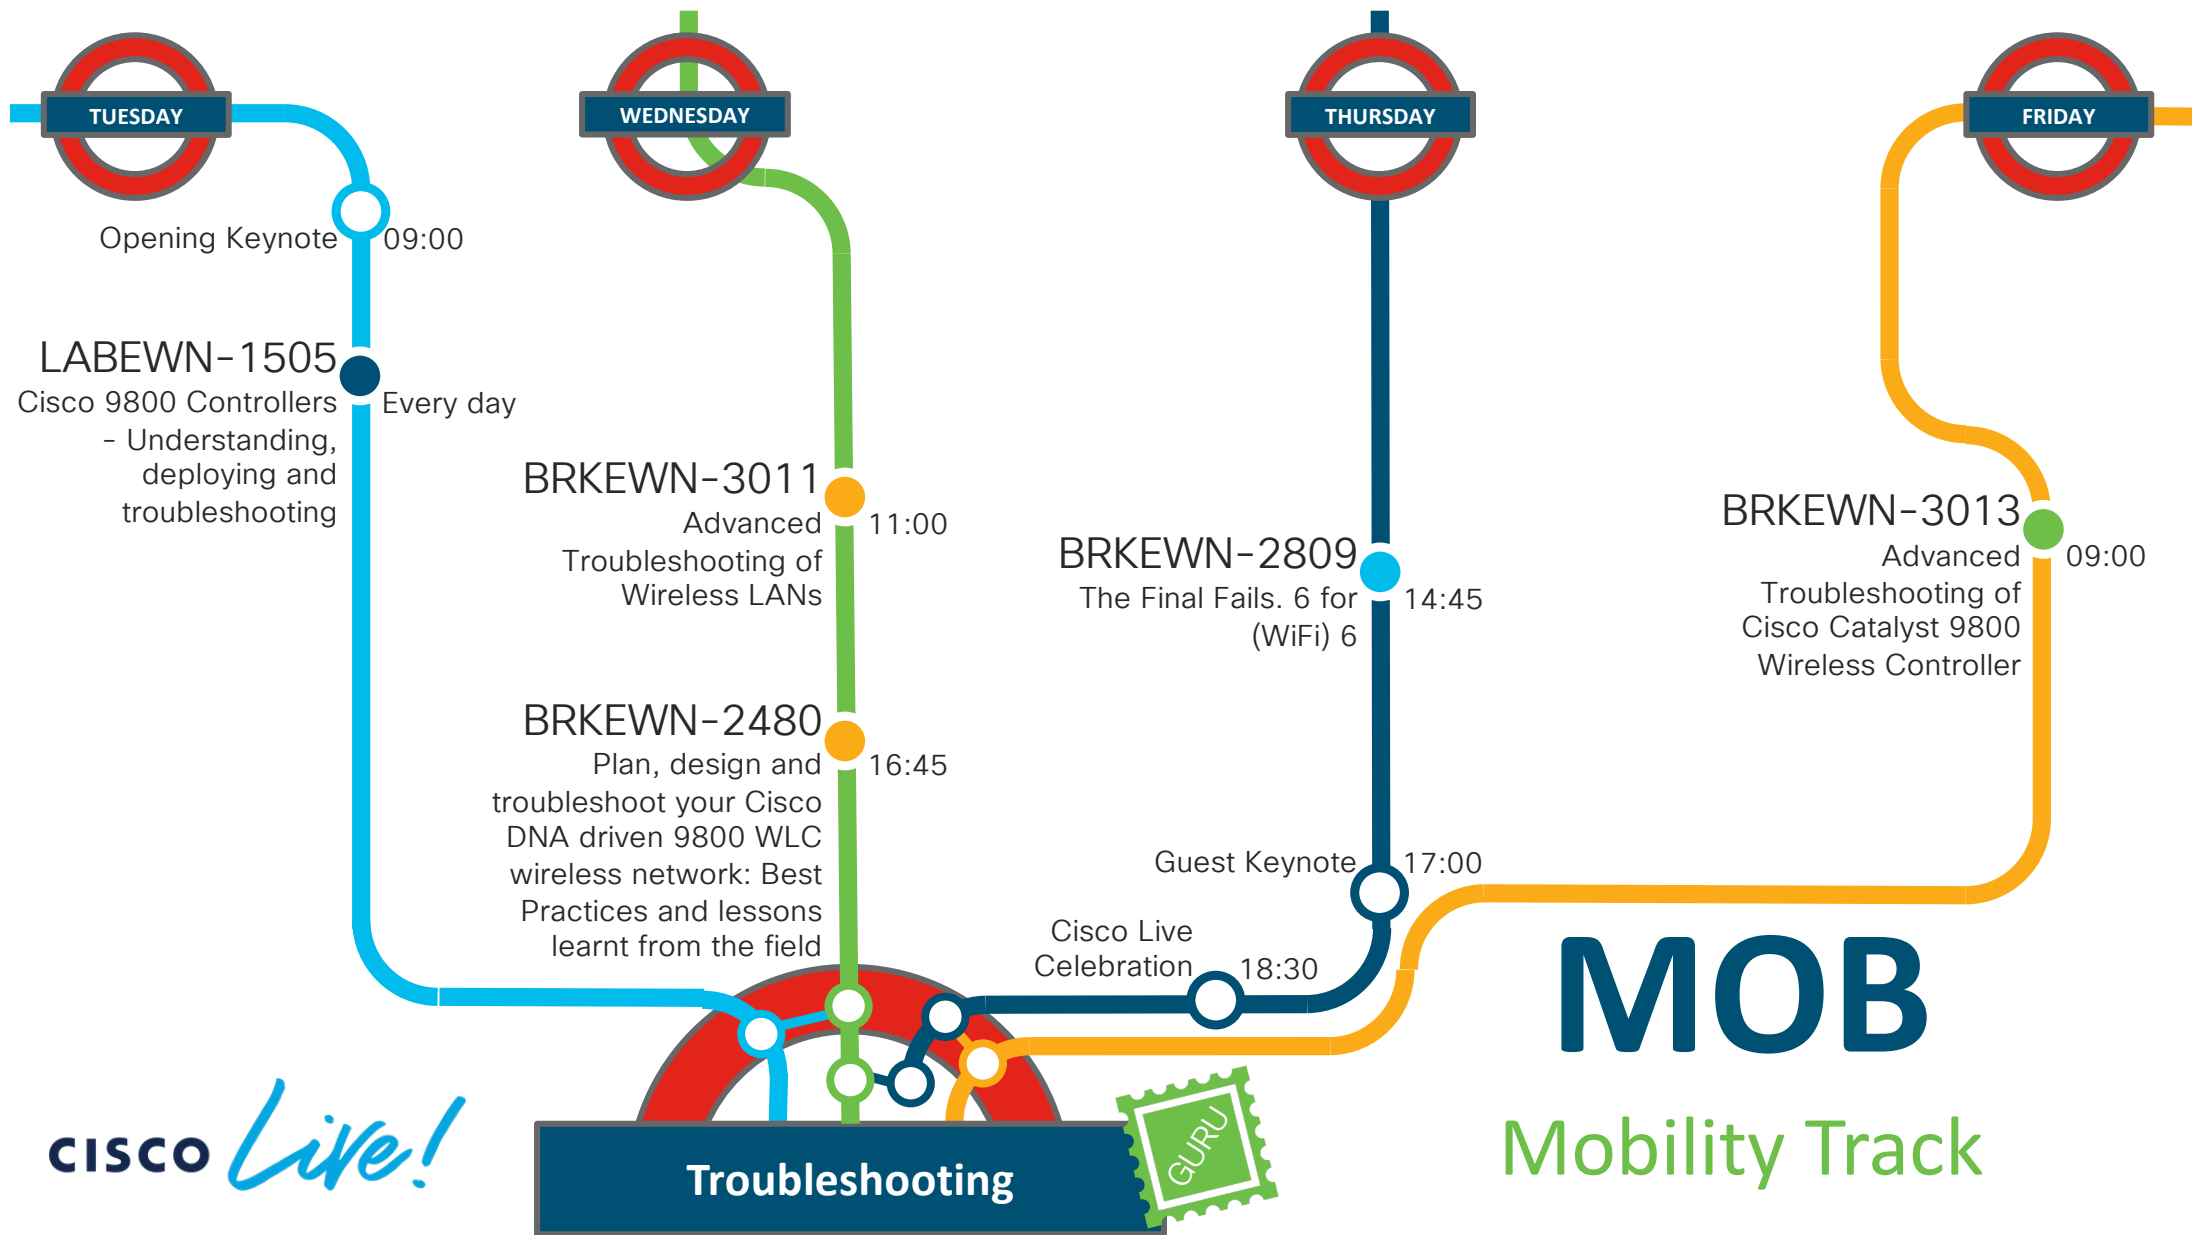 TUESDAY
WEDNESDAY
THURSDAY
FRIDAY
Opening Keynote
09:00
LABEWN-1505
Cisco 9800 Controllers
- Understanding,
deploying and
troubleshooting
Every day
BRKEWN-3011
Advanced
Troubleshooting of
Wireless LANs
11:00
BRKEWN-2480
Plan, design and
troubleshoot your Cisco
DNA driven 9800 WLC
wireless network: Best
Practices and lessons
learnt from the field
16:45
BRKEWN-2809
The Final Fails. 6 for
(WiFi) 6
14:45
Guest Keynote
17:00
Cisco Live
Celebration
18:30
BRKEWN-3013
Advanced
Troubleshooting of
Cisco Catalyst 9800
Wireless Controller
09:00
MOB
Mobility Track
CISCO Live!
Troubleshooting
GURU